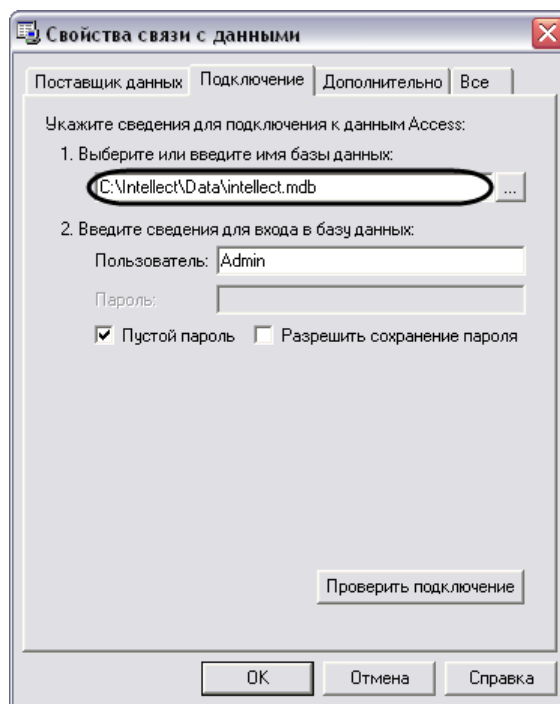 Свойства связи с данными
Поставщик данных Подключение Дополнительно Все
Укажите сведения для подключения к данным Access:
1. Выберите или введите имя базы данных:
C:\Intellect\Data\intellect.mdb ...
2. Введите сведения для входа в базу данных:
Пользователь: Admin
Пароль:
Пустой пароль Разрешить сохранение пароля
Проверить подключение
OK Отмена Справка